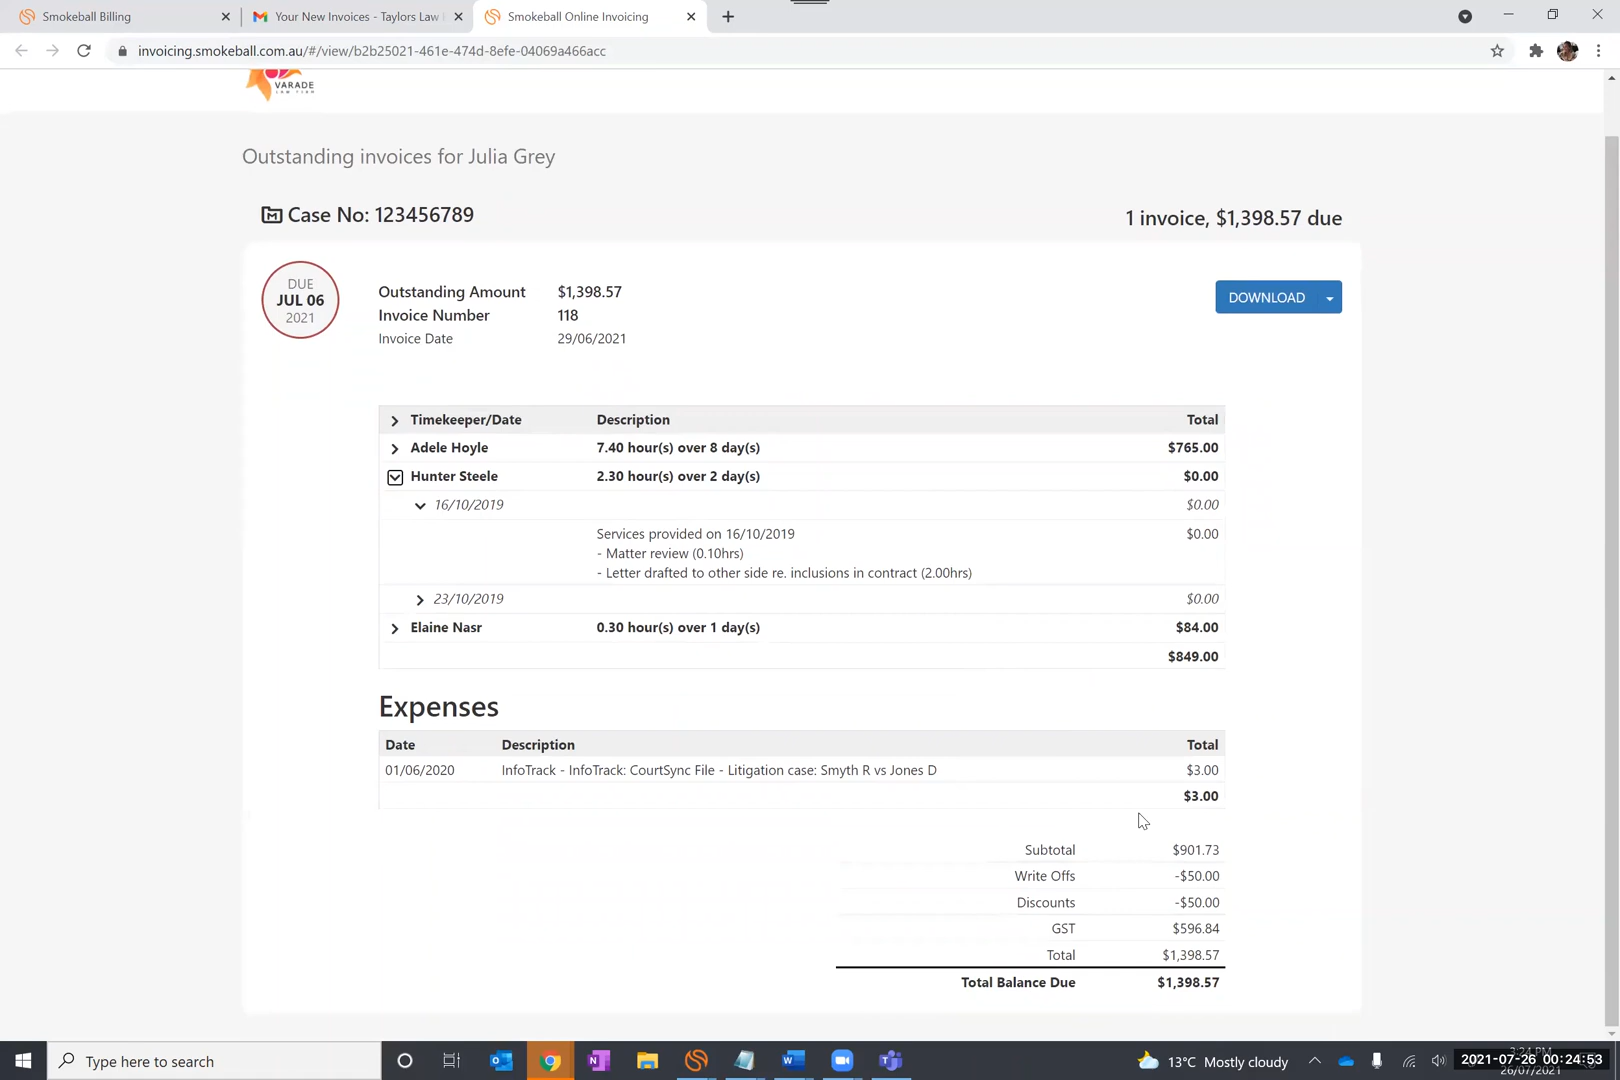 Smokeball Billing
Your New Invoices - Taylors Law
Smokeball Online Invoicing
invoicing.smokeball.com.au/#/view/b2b25021-461e-474d-8efe-04069a466acc
VARADE
LAW FIRM
Outstanding invoices for Julia Grey
Case No: 123456789
1 invoice, $1,398.57 due
DUE
JUL 06
2021
Outstanding Amount $1,398.57
Invoice Number 118
Invoice Date 29/06/2021
DOWNLOAD
Timekeeper/Date Description Total
Adele Hoyle 7.40 hour(s) over 8 day(s) $765.00
Hunter Steele 2.30 hour(s) over 2 day(s) $0.00
16/10/2019 $0.00
Services provided on 16/10/2019 $0.00
- Matter review (0.10hrs)
- Letter drafted to other side re. inclusions in contract (2.00hrs)
23/10/2019 $0.00
Elaine Nasr 0.30 hour(s) over 1 day(s) $84.00
$849.00
Expenses
Date Description Total
01/06/2020 InfoTrack - InfoTrack: CourtSync File - Litigation case: Smyth R vs Jones D $3.00
$3.00
Subtotal $901.73
Write Offs -$50.00
Discounts -$50.00
GST $596.84
Total $1,398.57
Total Balance Due $1,398.57
Type here to search
13°C Mostly cloudy
3:24 PM
2021-07-26 00:24:53
26/07/2021